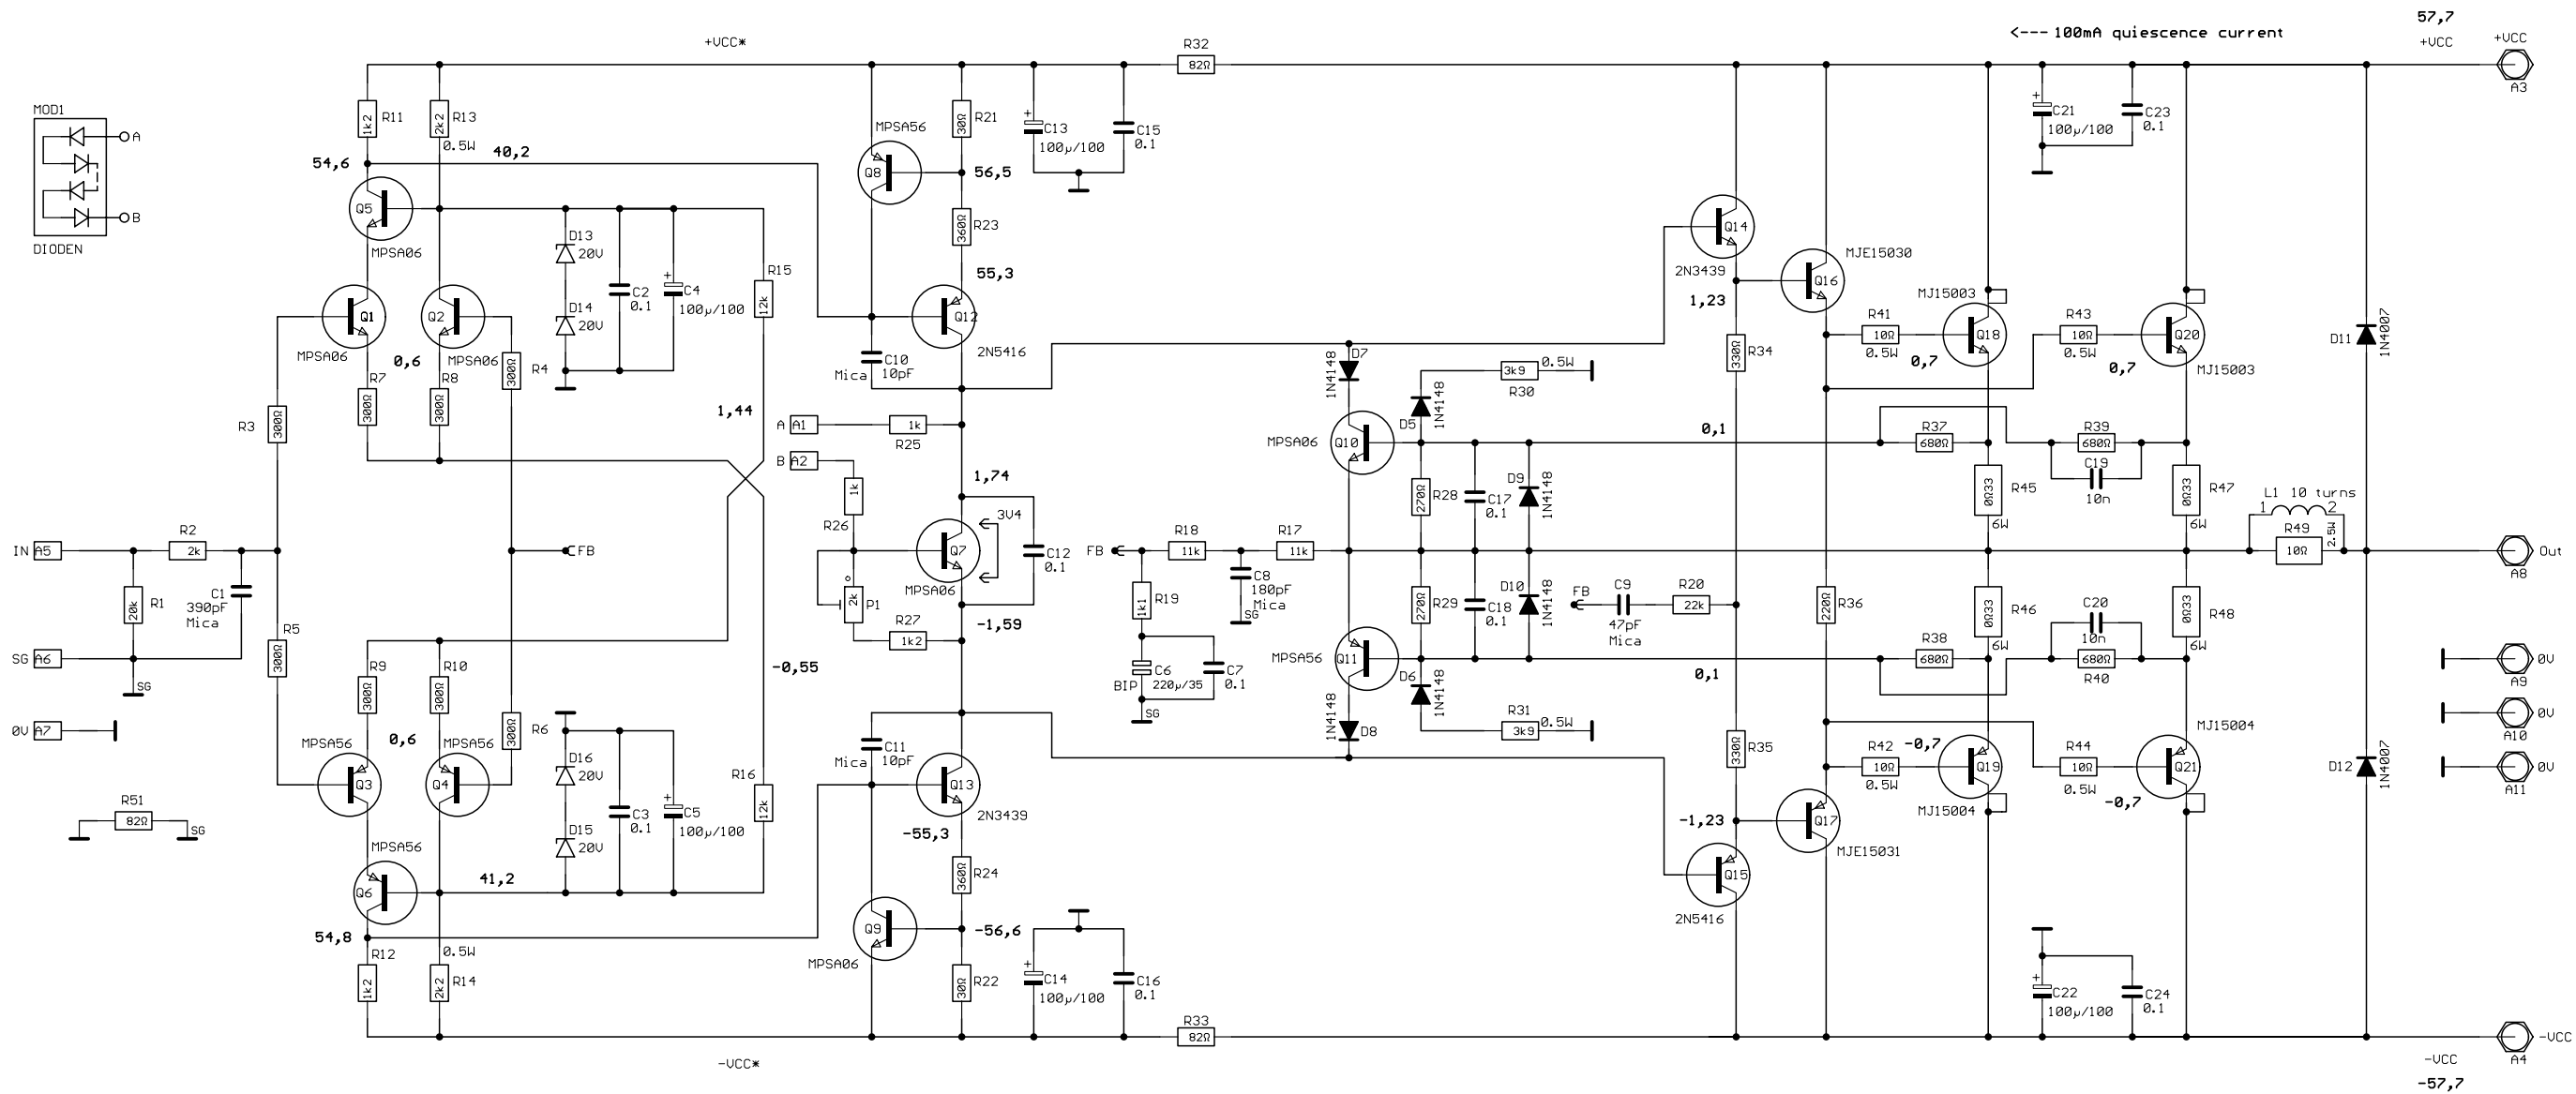 57,7
<--- 100mA quiescence current
+VCC*
+VCC
+VCC
R32
82Ω
A3
MOD1
A
B
DIODEN
R11
1k2
R13
2k2
0.5W
40,2
54,6
Q5
MPSA06
MPSA56
Q8
R21
30Ω
56,5
R23
360Ω
55,3
C13
100µ/100
C15
0.1
C21
100µ/100
C23
0.1
D13
20V
D14
20V
C2
0.1
C4
100µ/100
R15
12k
Q1
MPSA06
Q2
MPSA06
0,6
R7
300Ω
R8
300Ω
R4
300Ω
R3
300Ω
Q12
2N5416
C10
10pF
Mica
1,44
A
A1
R25
1k
B
A2
R26
1k
1,74
3V4
Q7
MPSA06
C12
0.1
P1
2k
R27
1k2
-1,59
-0,55
Q14
2N3439
1,23
Q16
MJE15030
R34
330Ω
MJ15003
R41
10Ω
0.5W
Q18
0,7
R43
10Ω
0.5W
Q20
0,7
MJ15003
D11
1N4007
D7
1N4148
D5
1N4148
3k9
0.5W
R30
MPSA06
Q10
0,1
R37
680Ω
R39
680Ω
C19
10n
R28
270Ω
C17
0.1
D9
1N4148
R45
0Ω33
6W
R47
0Ω33
6W
L1 10 turns
1
2
R49
10Ω
2.5W
Out
A8
IN
A5
R2
2k
R1
20k
C1
390pF
Mica
SG
A6
SG
R5
300Ω
FB
0V
A7
FB
R18
11k
R17
11k
R19
1k1
C8
180pF
Mica
SG
C6
220µ/35
BIP
C7
0.1
SG
R29
270Ω
C18
0.1
D10
1N4148
FB
C9
47pF
Mica
R20
22k
R36
220Ω
R46
0Ω33
6W
R48
0Ω33
6W
C20
10n
R38
680Ω
680Ω
R40
0,1
MPSA56
Q11
D6
1N4148
R31
3k9
0.5W
1N4148
D8
0V
A9
0V
A10
0V
A11
R9
300Ω
R10
300Ω
0,6
MPSA56
Q3
MPSA56
Q4
R6
300Ω
D16
20V
D15
20V
C3
0.1
C5
100µ/100
R16
12k
C11
10pF
Mica
Q13
2N3439
-55,3
R51
82Ω
SG
MPSA56
Q6
41,2
54,8
R12
1k2
0.5W
R14
2k2
Q9
MPSA06
R24
360Ω
-56,6
R22
30Ω
C14
100µ/100
C16
0.1
R35
330Ω
-1,23
Q17
MJE15031
Q15
2N5416
R42
10Ω
0.5W
-0,7
Q19
MJ15004
R44
10Ω
0.5W
-0,7
Q21
MJ15004
D12
1N4007
C22
100µ/100
C24
0.1
R33
82Ω
-VCC*
-VCC
A4
-VCC
-57,7